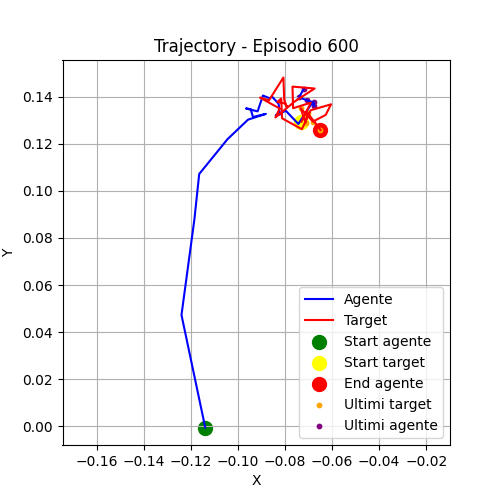 Trajectory - Episodio 600
0.14
0.12
0.10
0.08
0.06
0.04
0.02
0.00
Y
Agente
Target
Start agente
Start target
End agente
Ultimi target
Ultimi agente
−0.16 −0.14 −0.12 −0.10 −0.08 −0.06 −0.04 −0.02
X